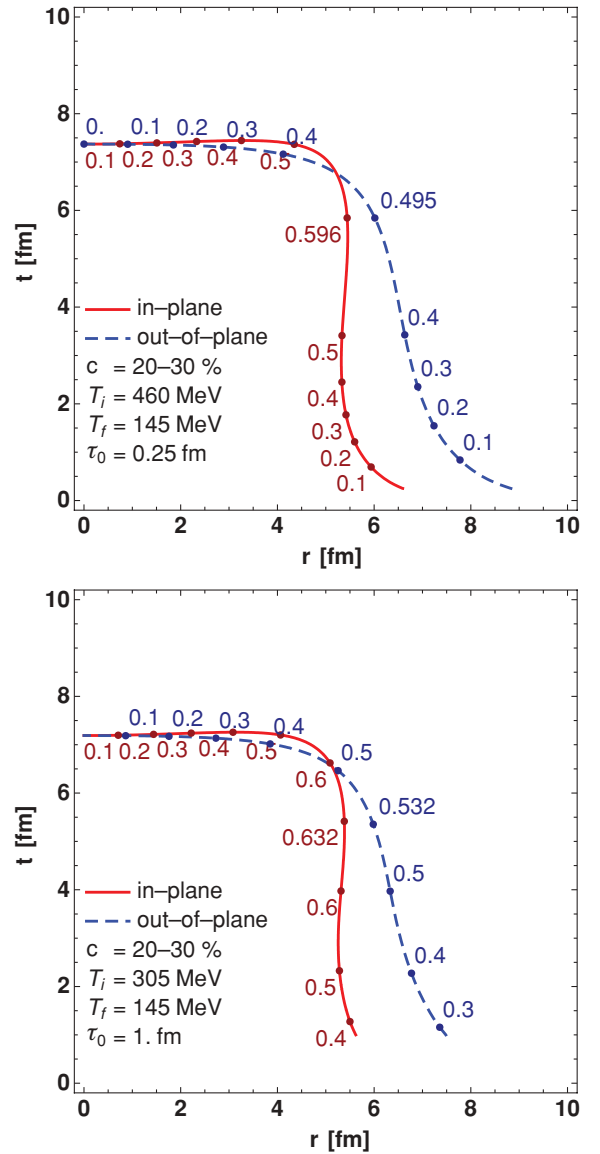 10
8
6
4
2
0
t [fm]
0. 0.1 0.2 0.3 0.4
0.1 0.2 0.3 0.4 0.5
0.495
0.596
0.4
0.5
0.3
0.4
0.2
0.3
0.1
0.2
0.1
in–plane
out–of–plane
c = 20–30 %
T_i = 460 MeV
T_f = 145 MeV
τ_0 = 0.25 fm
0 2 4 6 8 10
r [fm]
10
8
6
4
2
0
t [fm]
0.1 0.2 0.3 0.4
0.1 0.2 0.3 0.4 0.5
0.5
0.6
0.532
0.632
0.5
0.6
0.4
0.5
0.3
0.4
in–plane
out–of–plane
c = 20–30 %
T_i = 305 MeV
T_f = 145 MeV
τ_0 = 1. fm
0 2 4 6 8 10
r [fm]